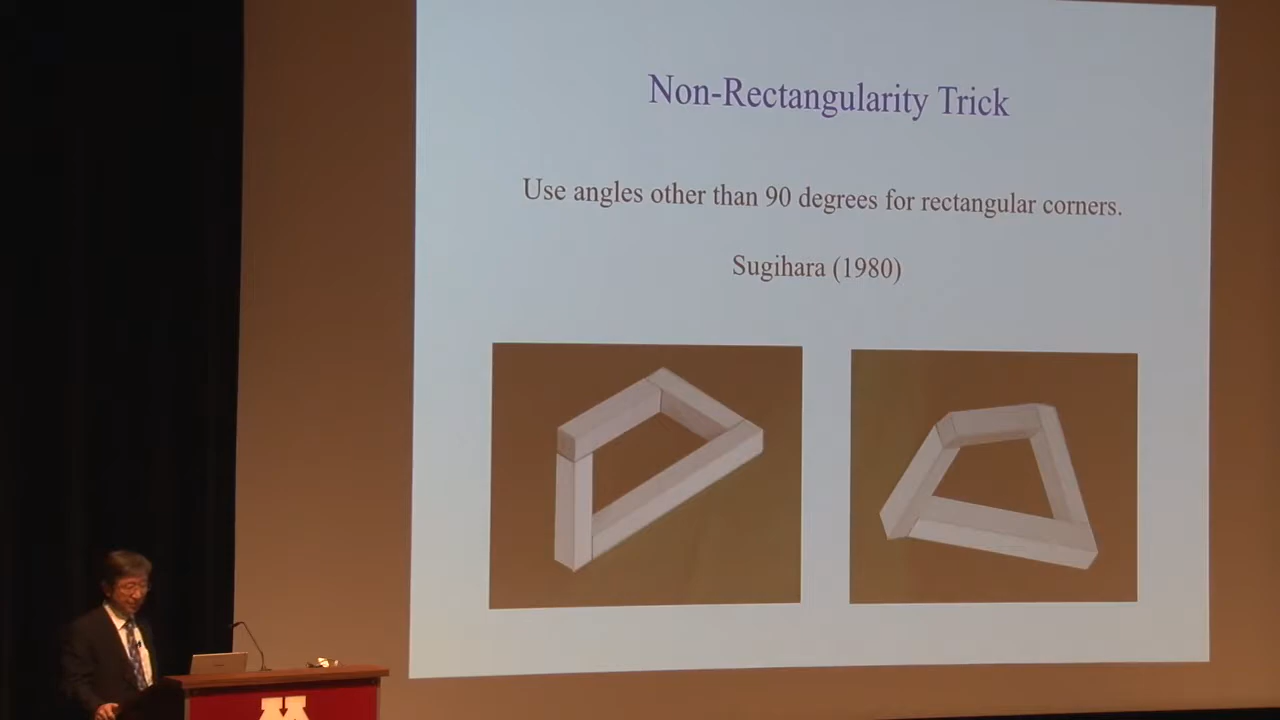 Non-Rectangularity Trick
Use angles other than 90 degrees for rectangular corners.
Sugihara (1980)
M